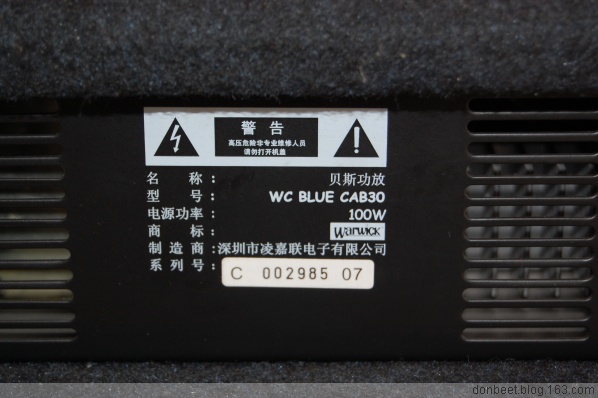 警告
高压危险非专业维修人员
请勿打开机盖
名 称: 贝斯功放
型 号: WC BLUE CAB30
电源功率: 100W
商 标: Warwick
制 造 商:深圳市凌嘉联电子有限公司
系 列 号: C 002985 07
donbeet.blog.163.com